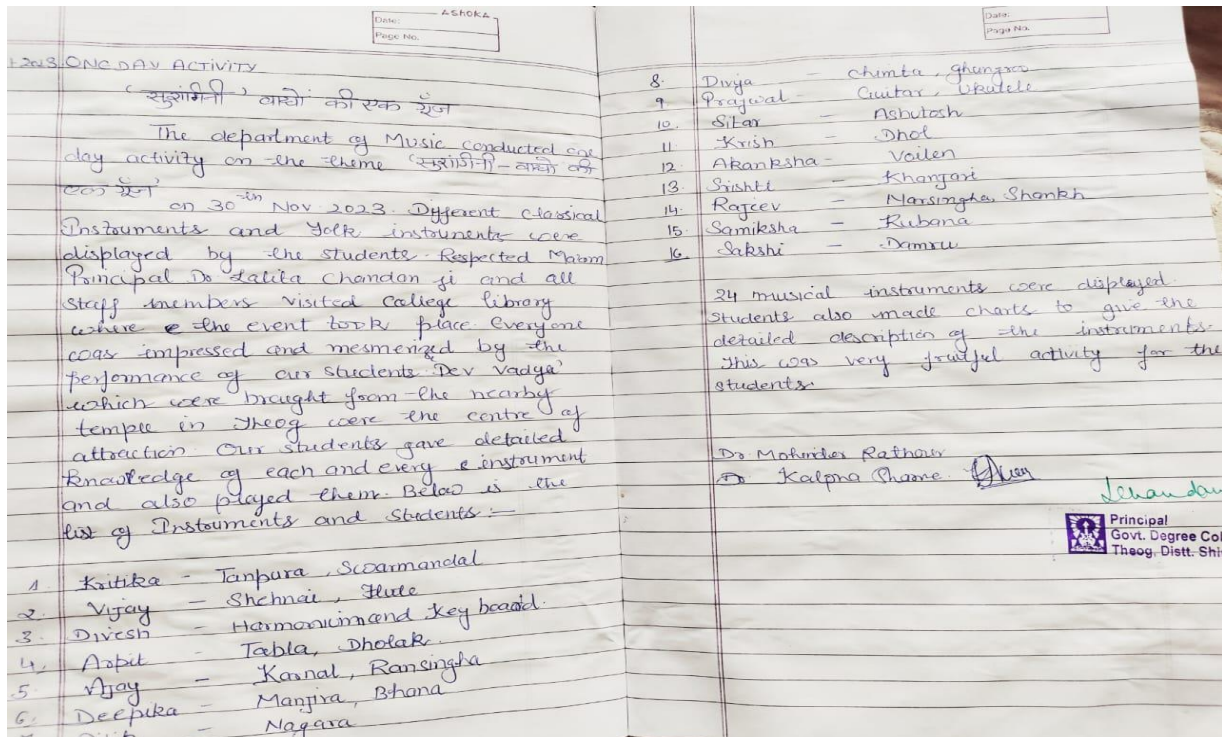 ASHOKA
Date:
Page No.
2023 ONE DAY ACTIVITY
'सुरांगिनी' वाद्यों की एक गूँज
The department of Music conducted one
day activity on the theme 'सुरांगिनी - वाद्यों की
एक गूँज'
on 30th Nov 2023. Different classical
Instruments and Folk instruments were
displayed by the students. Respected Mam
Principal Dr Lalita Chandan ji and all
Staff members visited College library
where the event took place. Everyone
was impressed and mesmerized by the
performance of our students. 'Dev Vadya'
which were brought from the nearby
temple in Theog were the centre of
attraction Our students gave detailed
knowledge of each and every instrument
and also played them. Below is the
list of Instruments and Students :-
1 Kritika - Tanpura, Swarmandal
2. Vijay - Shehnai, Flute
3. Divesh - Harmonium and Key board.
4. Arpit - Tabla, Dholak.
5 Ajay - Karnal, Ransingha
6. Deepika - Manjira, Bhana
Nagara
Date:
Page No.
8. Divja - Chimta, ghungroo
9 Prajwal - Guitar, Ukulele
10. Sitar - Ashutosh
11. Krish - Dhol
12. Akanksha - Voilen
13. Srishti - Khanjari
14. Rajeev - Narsingha, Shankh
15. Samiksha - Rubana
16. Sakshi - Damru
24 musical instruments were displayed.
Students also made charts to give the
detailed description of the instruments.
This was very fruitful activity for the
students.
Dr Mohinder Rathour
Dr Kalpna Sharme
Lchandan
Principal
Govt. Degree Col
Theog, Distt. Shi